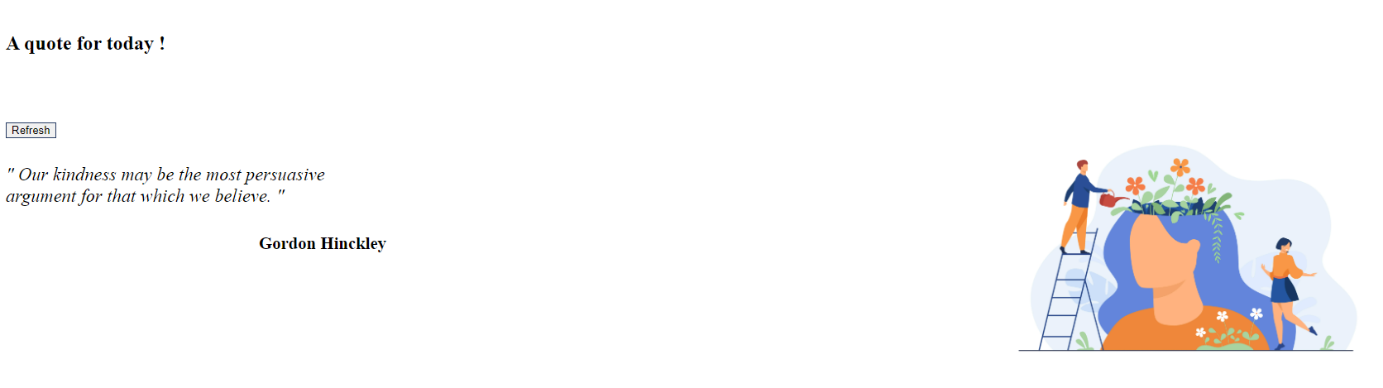 A quote for today !
Refresh
" Our kindness may be the most persuasive
argument for that which we believe. "
Gordon Hinckley